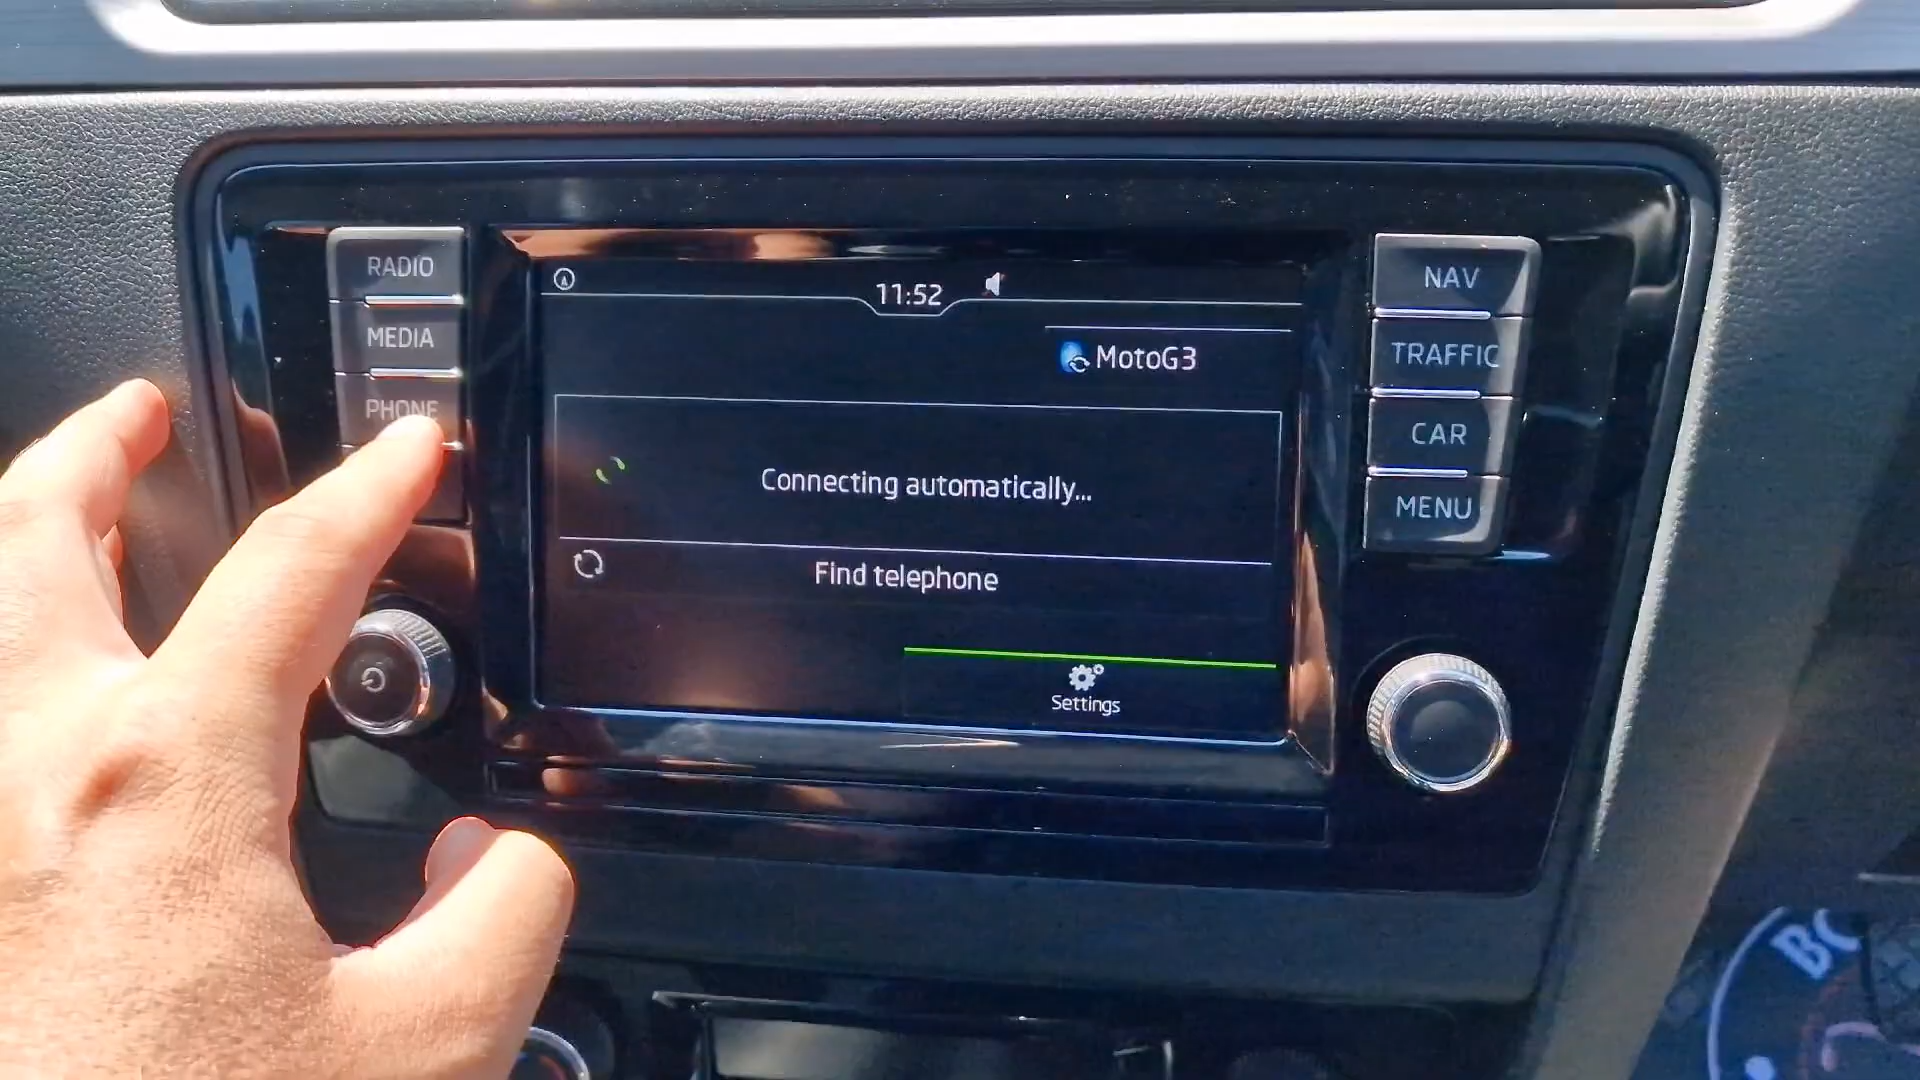 RADIO
MEDIA
PHONE
11:52
MotoG3
Connecting automatically...
Find telephone
Settings
NAV
TRAFFIC
CAR
MENU